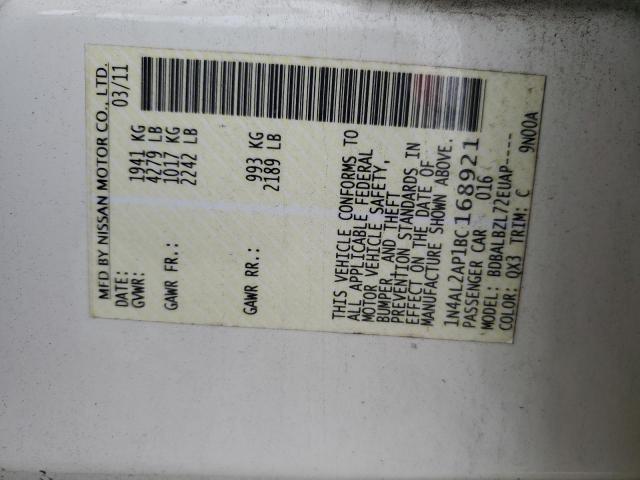 MFD BY NISSAN MOTOR CO., LTD.
DATE: 03/11
GVWR: 1941 KG
4279 LB
GAWR FR.: 1017 KG
2242 LB
GAWR RR.: 993 KG
2189 LB
THIS VEHICLE CONFORMS TO
ALL APPLICABLE FEDERAL
MOTOR VEHICLE SAFETY,
BUMPER, AND THEFT
PREVENTION STANDARDS IN
EFFECT ON THE DATE OF
MANUFACTURE SHOWN ABOVE.
1N4AL2AP1BC168921
PASSENGER CAR 016
MODEL: BDBALBZL72EUAP----
COLOR: QX3 TRIM: C 9N00A